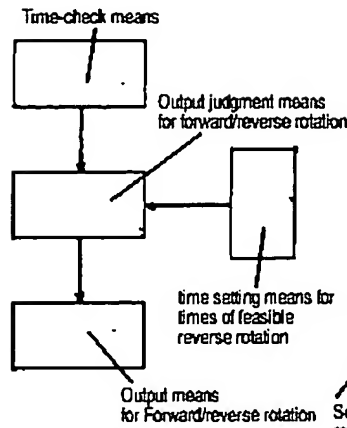 Time-check means
Output judgment means
for forward/reverse rotation
time setting means for
times of feasible
reverse rotation
Output means
for Forward/reverse rotation